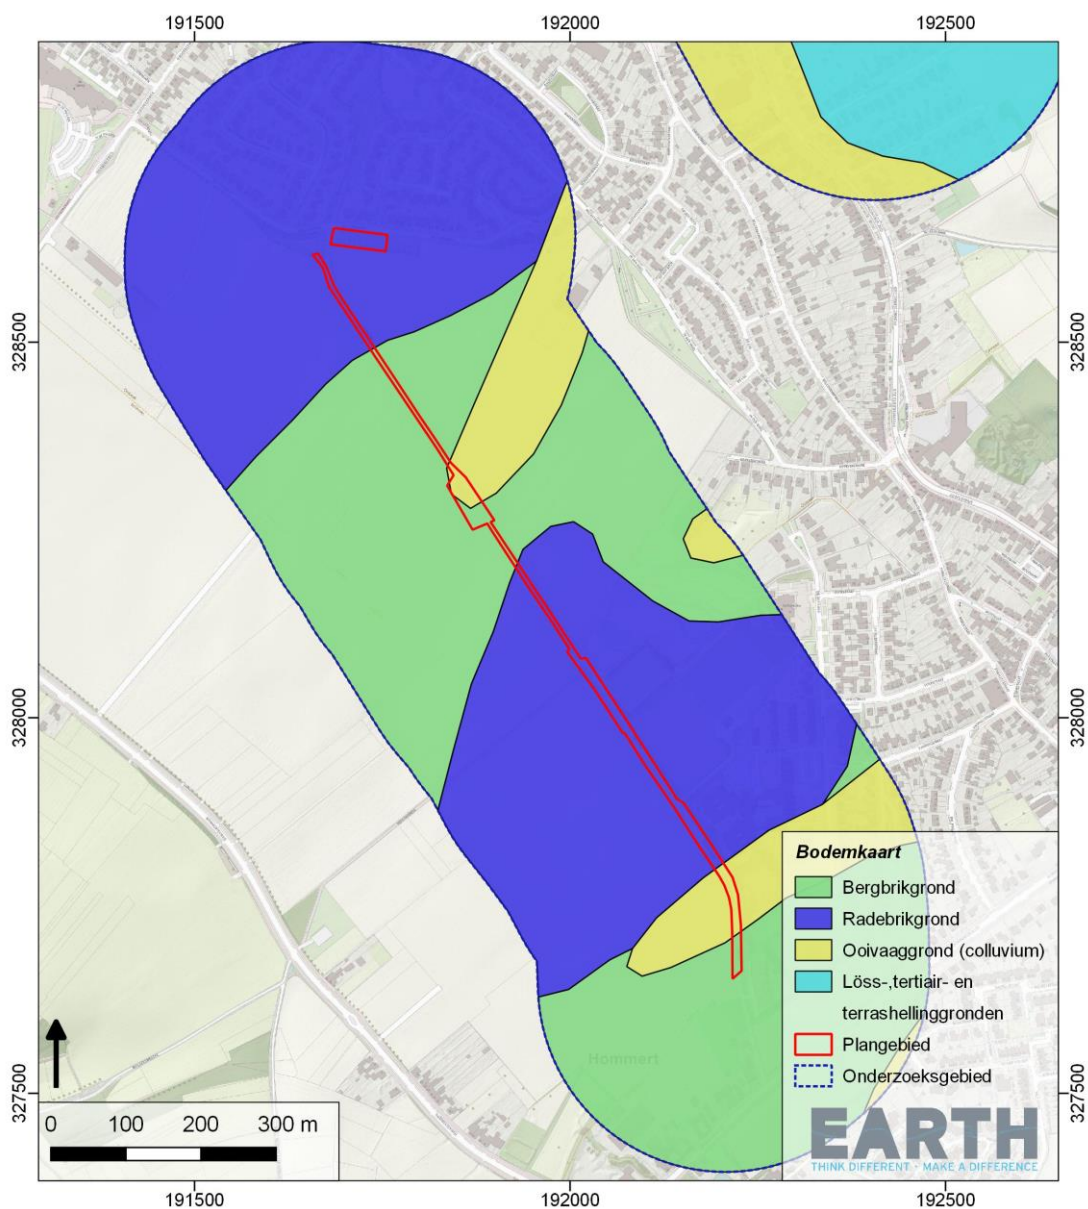 191500
192000
192500
328500
328500
328000
328000
327500
327500
Hommert
Bodemkaart
Bergbrikgrond
Radebrikgrond
Ooivaaggrond (colluvium)
Löss-,tertiair- en
terrashellinggronden
Plangebied
Onderzoeksgebied
EARTH
THINK DIFFERENT - MAKE A DIFFERENCE
0 100 200 300 m
191500
192000
192500